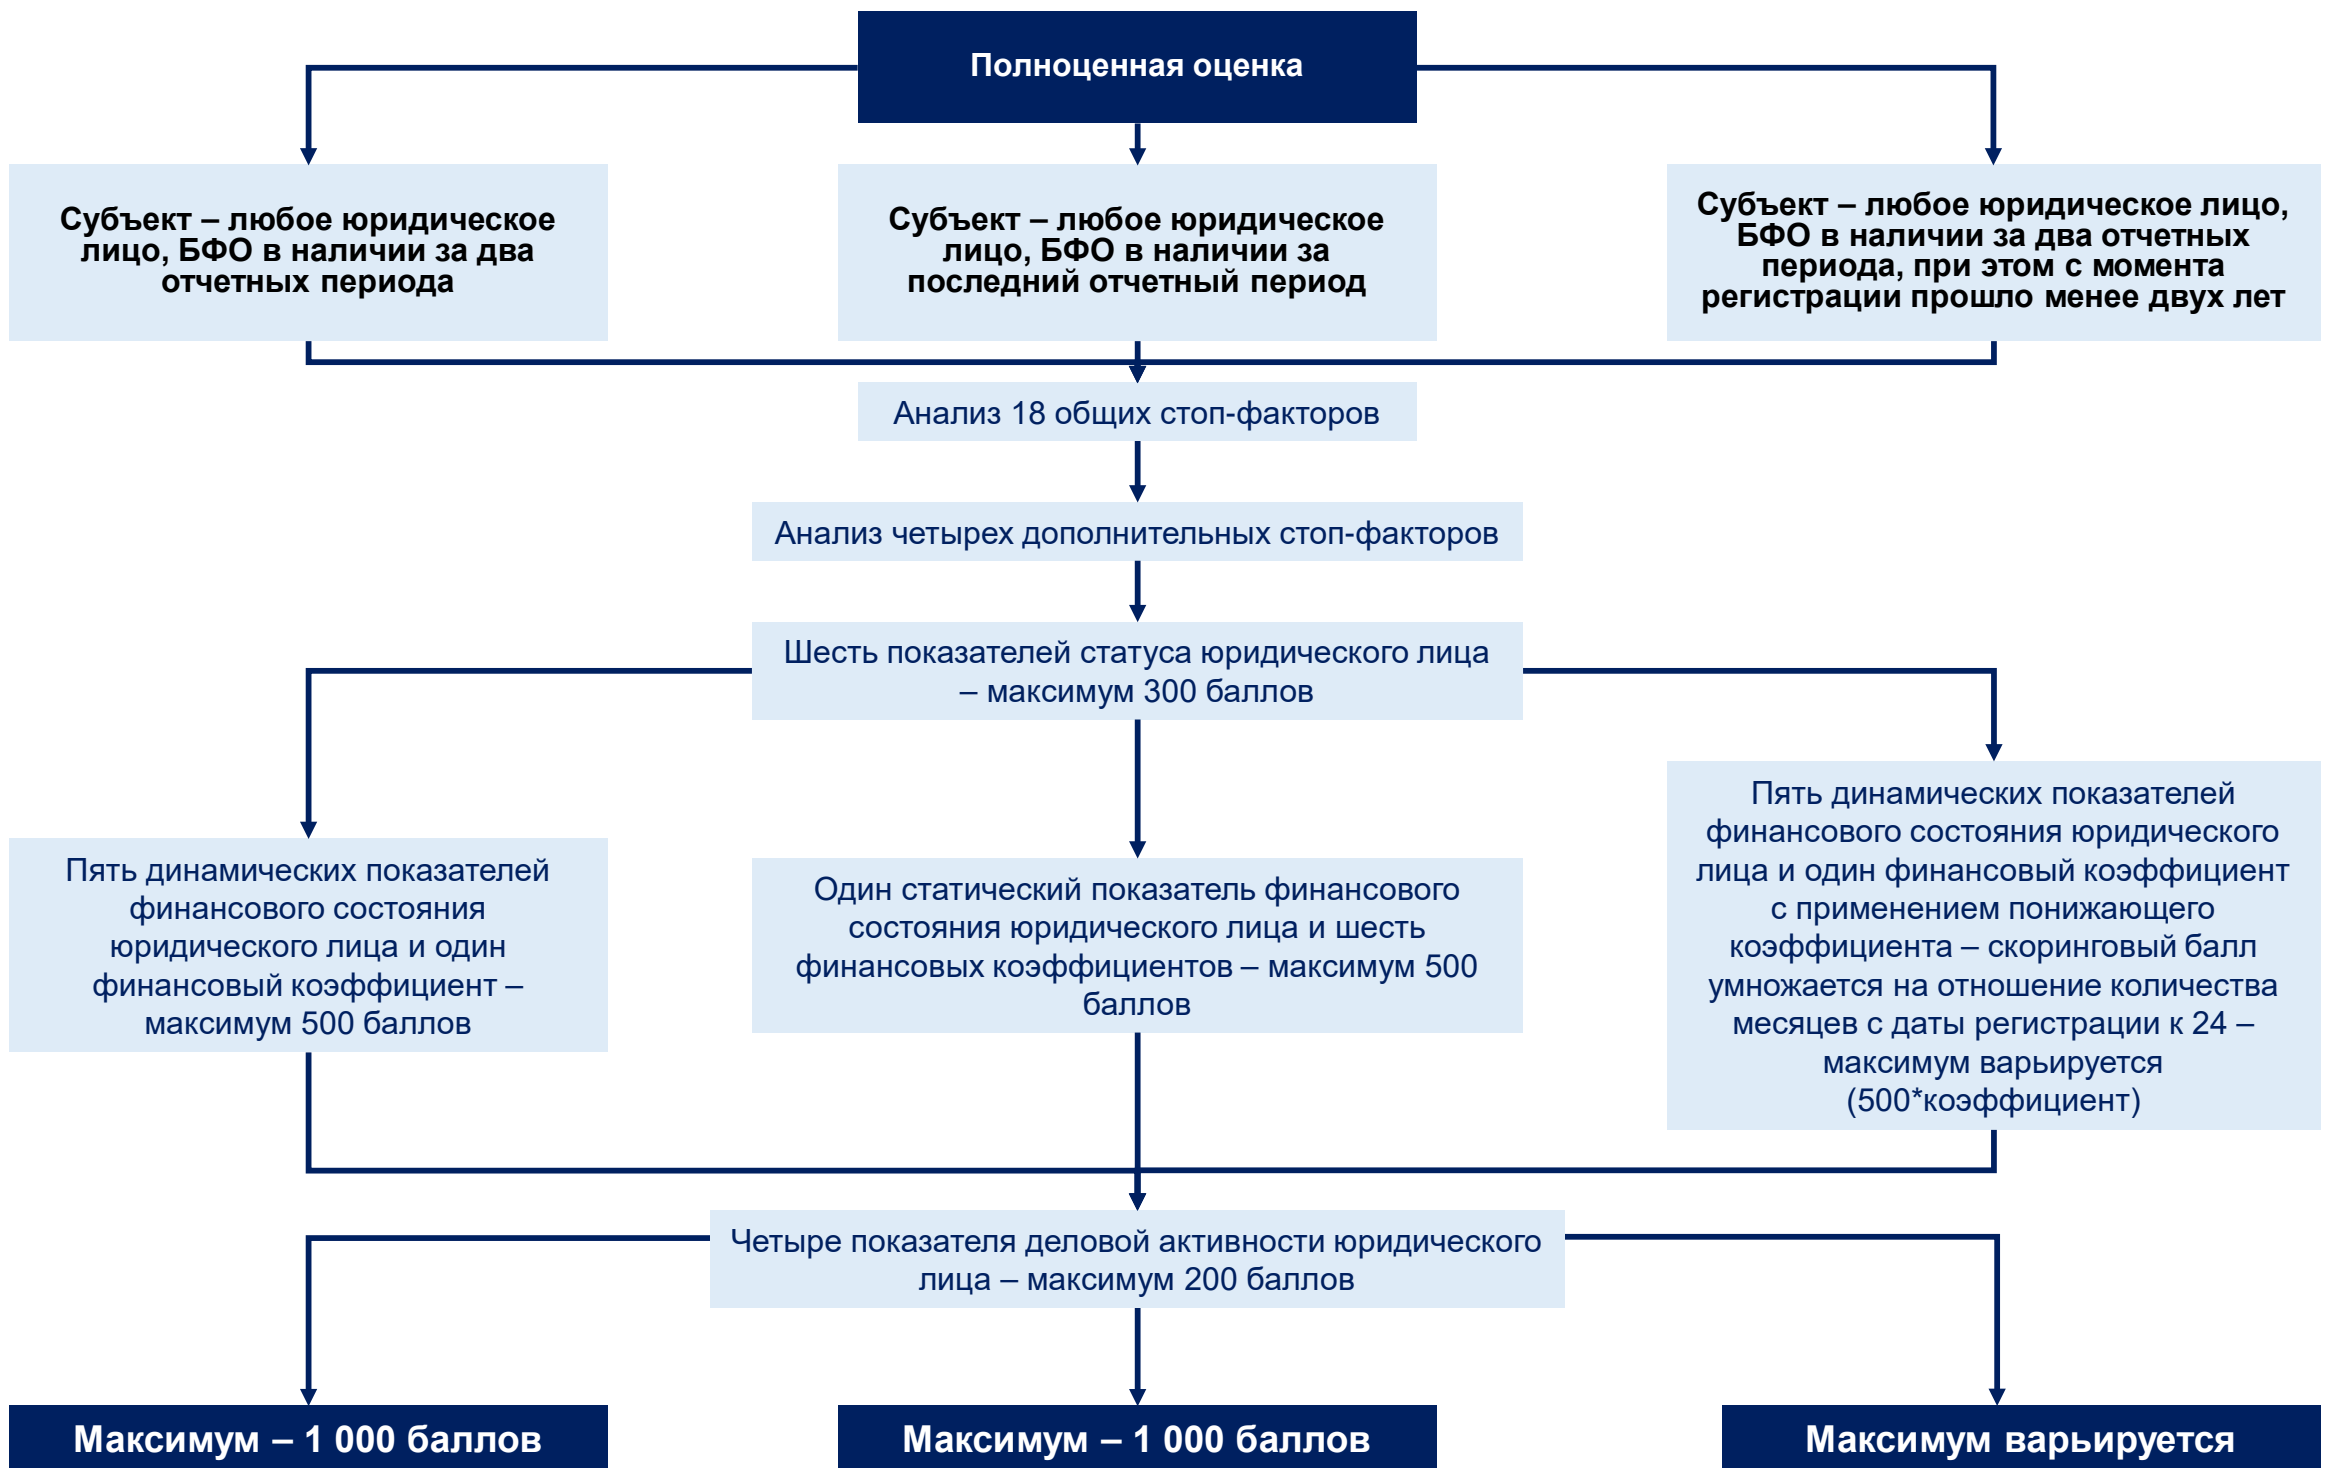 Полноценная оценка
Субъект – любое юридическое
лицо, БФО в наличии за два
отчетных периода
Субъект – любое юридическое
лицо, БФО в наличии за
последний отчетный период
Субъект – любое юридическое лицо,
БФО в наличии за два отчетных
периода, при этом с момента
регистрации прошло менее двух лет
Анализ 18 общих стоп-факторов
Анализ четырех дополнительных стоп-факторов
Шесть показателей статуса юридического лица
– максимум 300 баллов
Пять динамических показателей
финансового состояния
юридического лица и один
финансовый коэффициент –
максимум 500 баллов
Один статический показатель финансового
состояния юридического лица и шесть
финансовых коэффициентов – максимум 500
баллов
Пять динамических показателей
финансового состояния юридического
лица и один финансовый коэффициент
с применением понижающего
коэффициента – скоринговый балл
умножается на отношение количества
месяцев с даты регистрации к 24 –
максимум варьируется
(500*коэффициент)
Четыре показателя деловой активности юридического
лица – максимум 200 баллов
Максимум – 1 000 баллов
Максимум – 1 000 баллов
Максимум варьируется